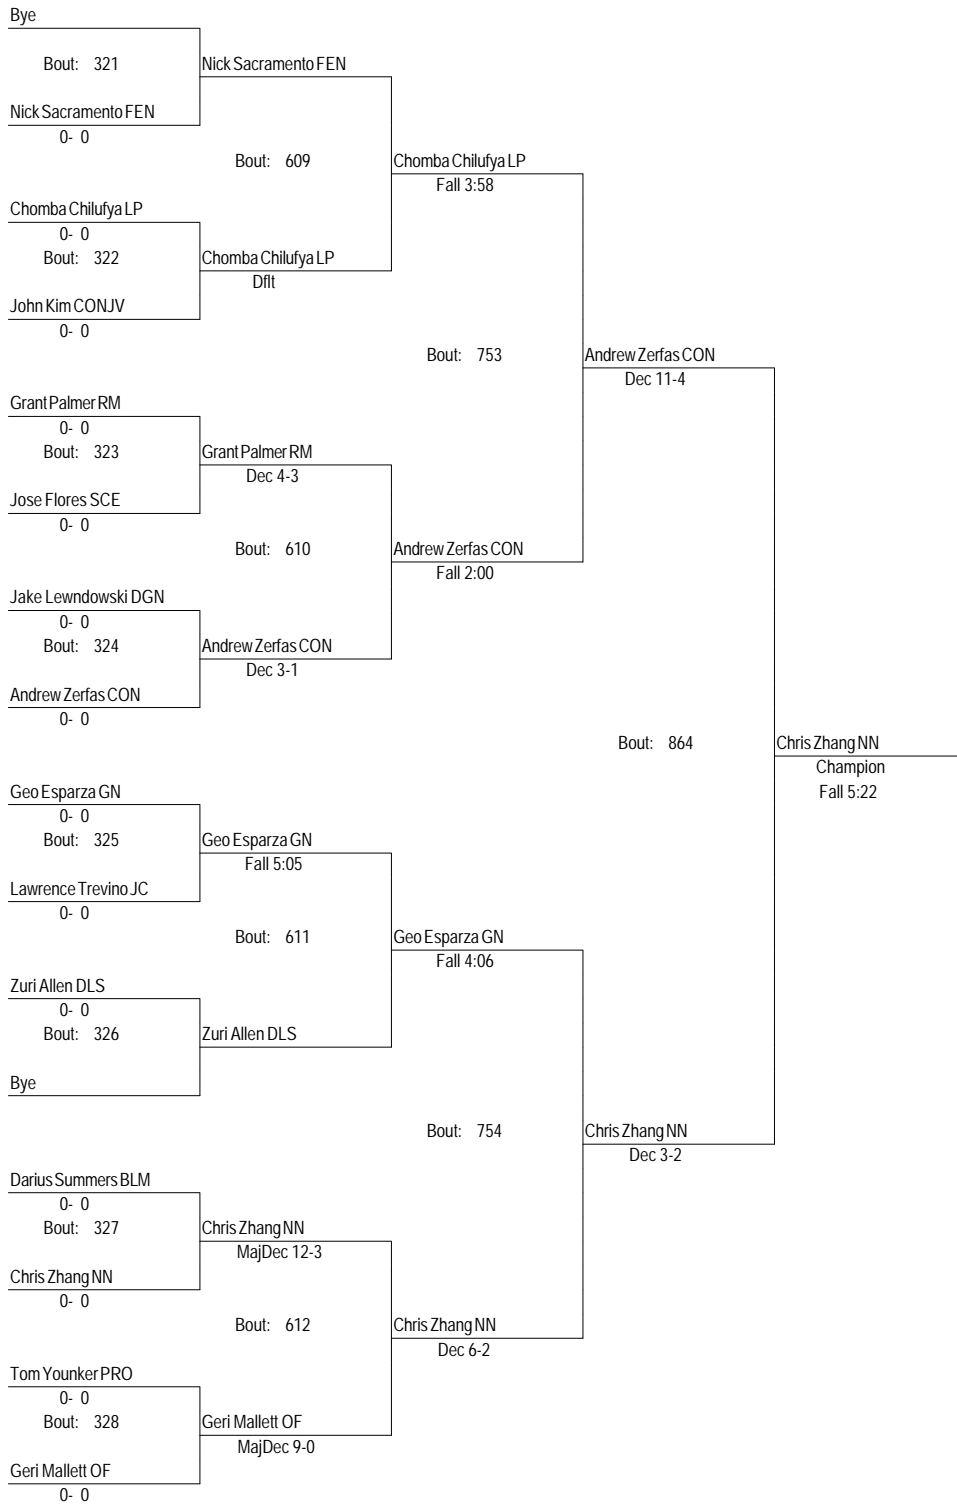 Bye
Bout: 321
Nick Sacramento FEN
Nick Sacramento FEN
0- 0
Bout: 609
Chomba Chilufya LP
Fall 3:58
Chomba Chilufya LP
0- 0
Bout: 322
Chomba Chilufya LP
Dflt
John Kim CONJV
0- 0
Bout: 753
Andrew Zerfas CON
Dec 11-4
Grant Palmer RM
0- 0
Bout: 323
Grant Palmer RM
Dec 4-3
Jose Flores SCE
0- 0
Bout: 610
Andrew Zerfas CON
Fall 2:00
Jake Lewndowski DGN
0- 0
Bout: 324
Andrew Zerfas CON
Dec 3-1
Andrew Zerfas CON
0- 0
Bout: 864
Chris Zhang NN
Champion
Fall 5:22
Geo Esparza GN
0- 0
Bout: 325
Geo Esparza GN
Fall 5:05
Lawrence Trevino JC
0- 0
Bout: 611
Geo Esparza GN
Fall 4:06
Zuri Allen DLS
0- 0
Bout: 326
Zuri Allen DLS
Bye
Bout: 754
Chris Zhang NN
Dec 3-2
Darius Summers BLM
0- 0
Bout: 327
Chris Zhang NN
MajDec 12-3
Chris Zhang NN
0- 0
Bout: 612
Chris Zhang NN
Dec 6-2
Tom Younker PRO
0- 0
Bout: 328
Geri Mallett OF
MajDec 9-0
Geri Mallett OF
0- 0